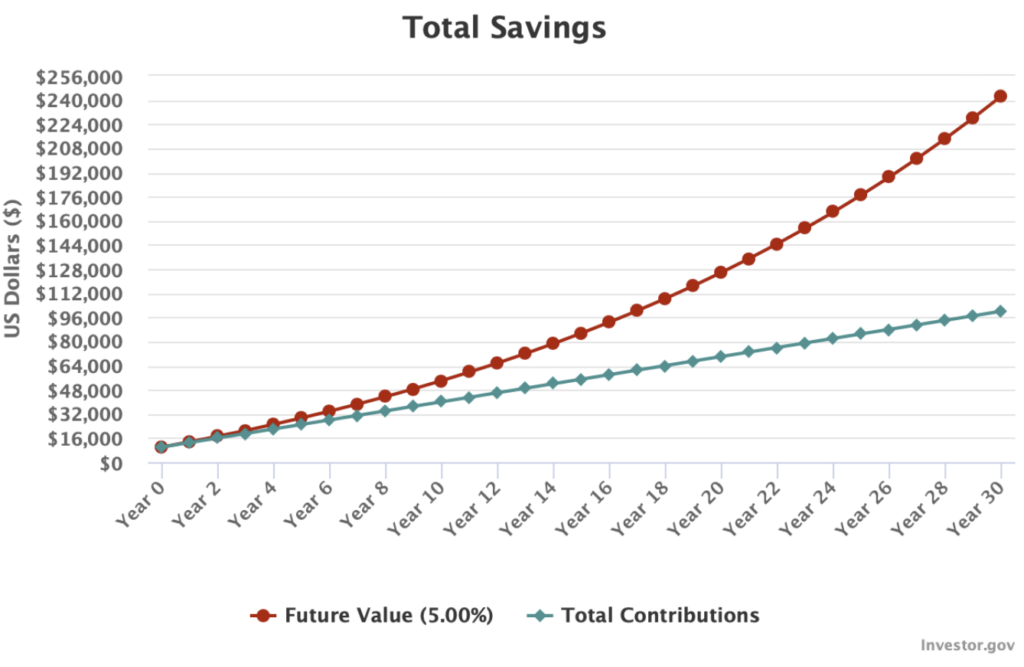 Total Savings
US Dollars ($)
$256,000
$240,000
$224,000
$208,000
$192,000
$176,000
$160,000
$144,000
$128,000
$112,000
$96,000
$80,000
$64,000
$48,000
$32,000
$16,000
$0
Year 0
Year 2
Year 4
Year 6
Year 8
Year 10
Year 12
Year 14
Year 16
Year 18
Year 20
Year 22
Year 24
Year 26
Year 28
Year 30
Future Value (5.00%)
Total Contributions
Investor.gov